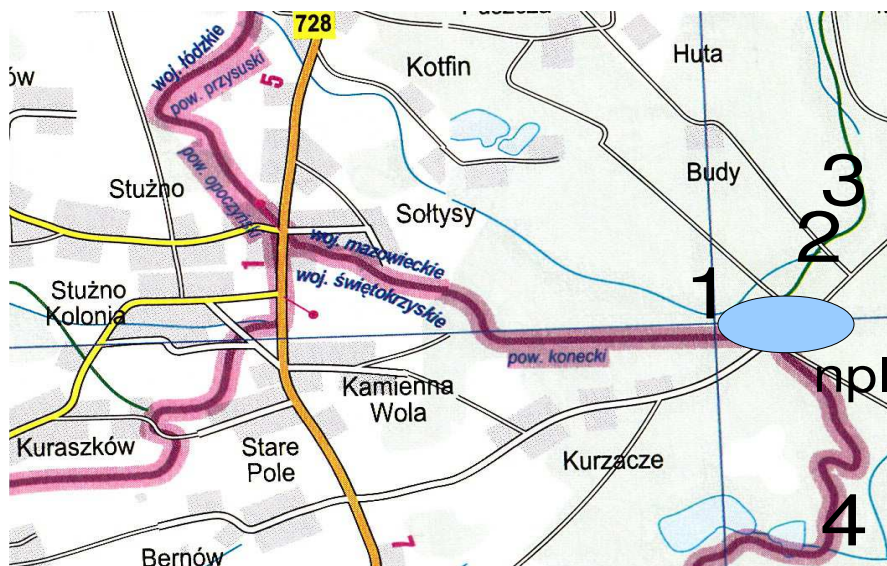 728
Huta
Kotfin
woj. łódzkie
pow. przysuski
5
Budy
3
Stużno
pow. opoczyński
Sołtysy
2
woj. mazowieckie
1
woj. świętokrzyskie
1
Stużno
Kolonia
pow. konecki
npl
Kamienna
Wola
Kuraszków
Stare
Pole
Kurzacze
4
Bernów